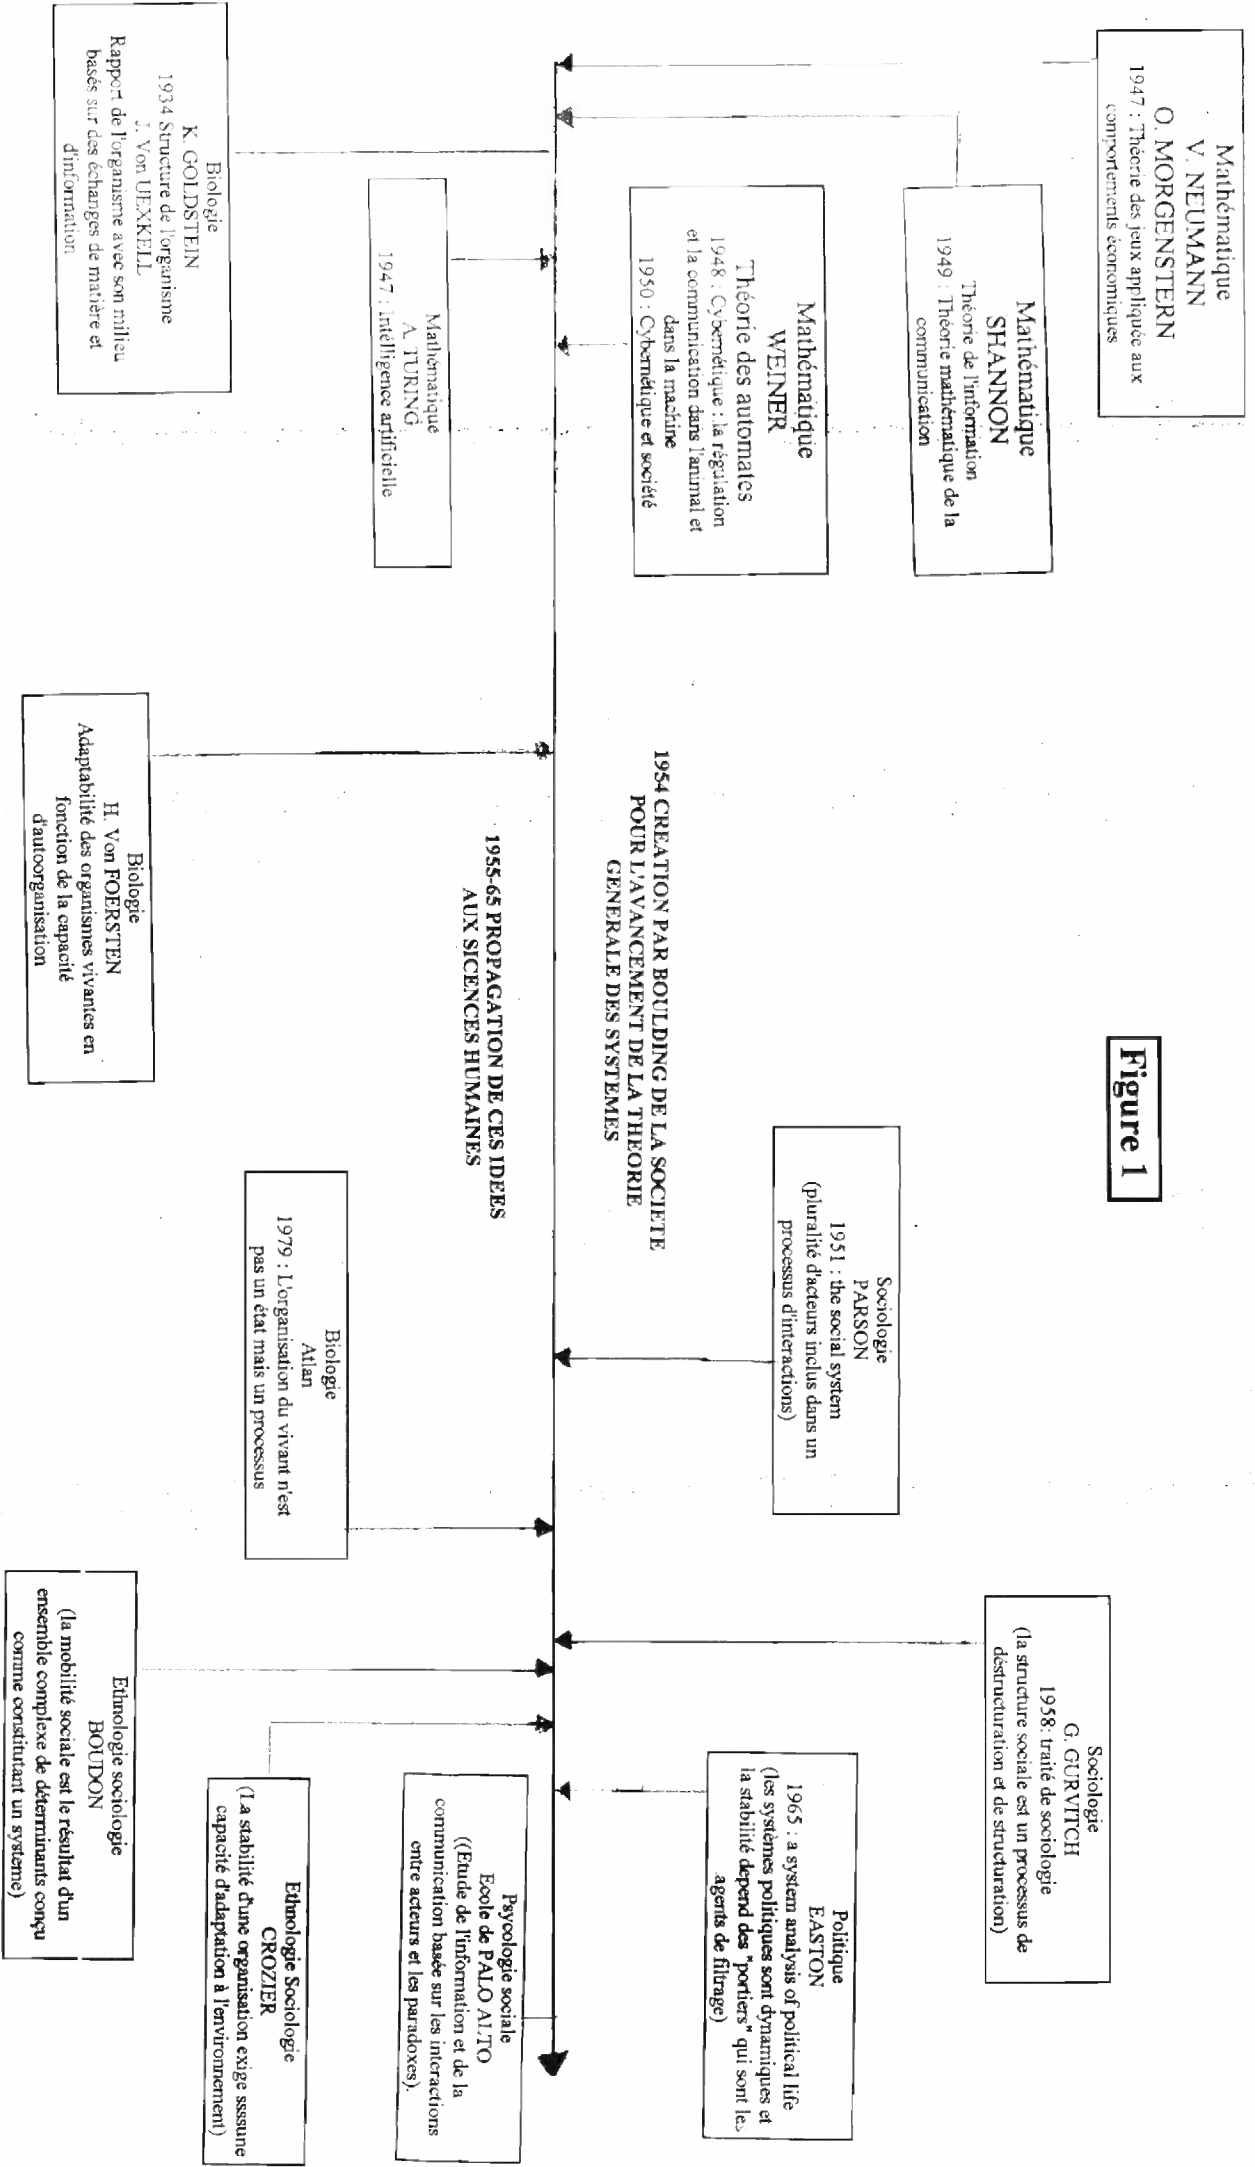 Figure 1
Mathématique
V. NEUMANN
O. MORGENSTERN
1947 : Théorie des jeux appliquée aux
comportements économiques
Mathématique
SHANNON
Théorie de l'information
1949 : Théorie mathématique de la
communication
Mathématique
WEINER
Théorie des automates
1948 : Cybernétique : la régulation
et la communication dans l'animal et
dans la machine
1950 : Cybernétique et société
Mathématique
A. TURING
1947 : Intélligence artificielle
Biologie
K. GOLDSTEIN
1934 Structure de l'organisme
J. Von UEXKELL
Rapport de l'organisme avec son milieu
basés sur des échanges de matière et
d'information
1954 CREATION PAR BOULDING DE LA SOCIETE
POUR L'AVANCEMENT DE LA THEORIE
GENERALE DES SYSTEMES
1955-65 PROPAGATION DE CES IDEES
AUX SICENCES HUMAINES
Biologie
H. Von FOERSTEN
Adaptabilité des organismes vivantes en
fonction de la capacité
d'autoorganisation
Sociologie
PARSON
1951 : the social system
(pluralité d'acteurs inclus dans un
processus d'interactions)
Biologie
Atlan
1979 : L'organisation du vivant n'est
pas un état mais un processus
Sociologie
G. GURVITCH
1958: traité de sociologie
(la structure sociale est un processus de
déstructuration et de structuration)
Politique
EASTON
1965 : a system analysis of political life
(les systèmes politiques sont dynamiques et
la stabilité depend des "portiers" qui sont les
agents de filtrage)
Psycologie sociale
Ecole de PALO ALTO
((Etude de l'information et de la
communication basée sur les interactions
entre acteurs et les paradoxes).
Ethnologie Sociologie
CROZIER
(La stabilité d'une organisation exige sssssune
capacité d'adaptation à l'environnement)
Ethnologie sociologie
BOUDON
(la mobilité sociale est le résultat d'un
ensemble complexe de déterminants conçu
comme constitutant un systeme)